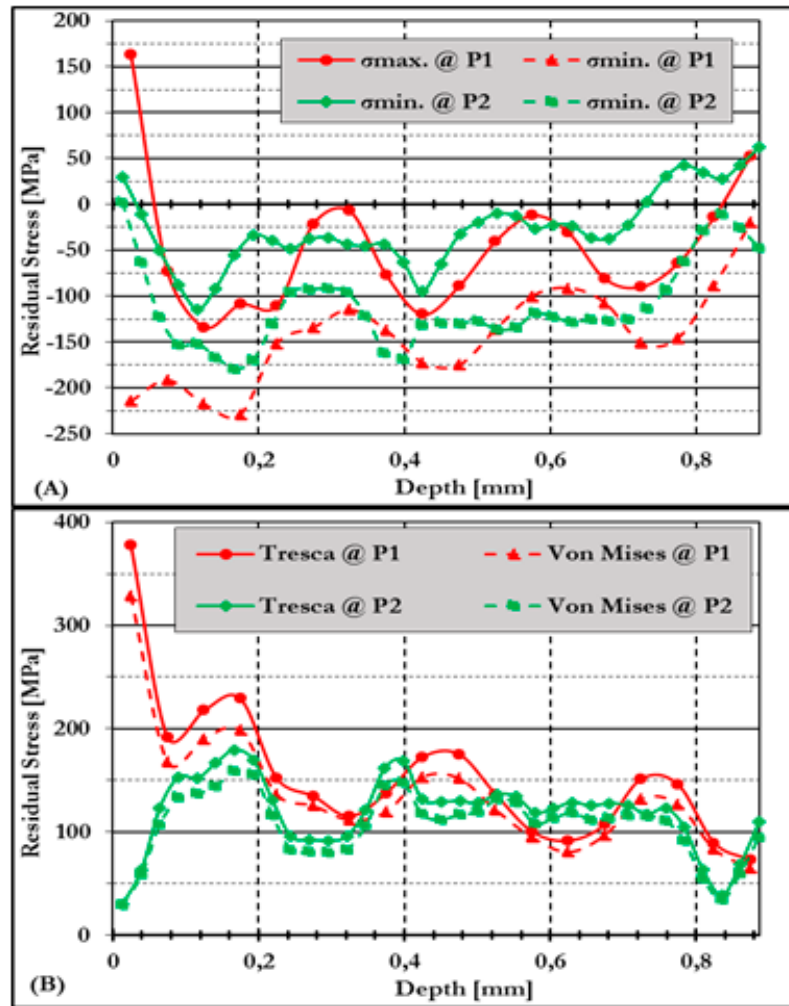 200
150
100
50
0
-50
-100
-150
-200
-250
Residual Stress [MPa]
σmax. @ P1 σmin. @ P1
σmin. @ P2 σmin. @ P2
0 0,2 0,4 0,6 0,8
(A) Depth [mm]
400
300
200
100
0
Residual Stress [MPa]
Tresca @ P1 Von Mises @ P1
Tresca @ P2 Von Mises @ P2
0 0,2 0,4 0,6 0,8
(B) Depth [mm]